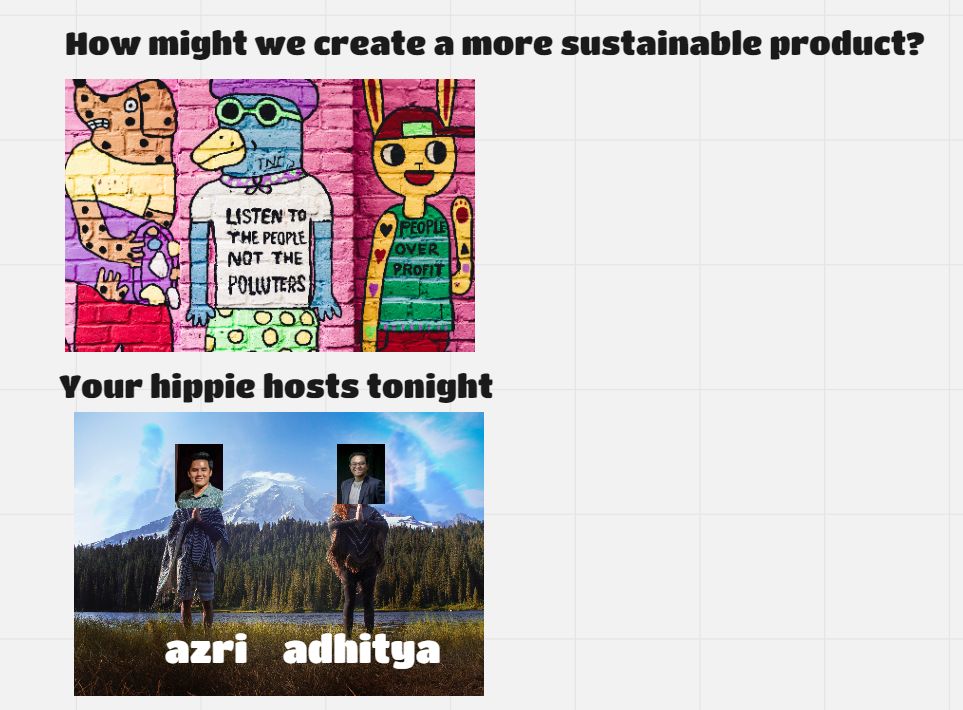 How might we create a more sustainable product?
TNC
LISTEN TO
THE PEOPLE
NOT THE
POLLUTERS
PEOPLE
OVER
PROFIT
Your hippie hosts tonight
azri adhitya